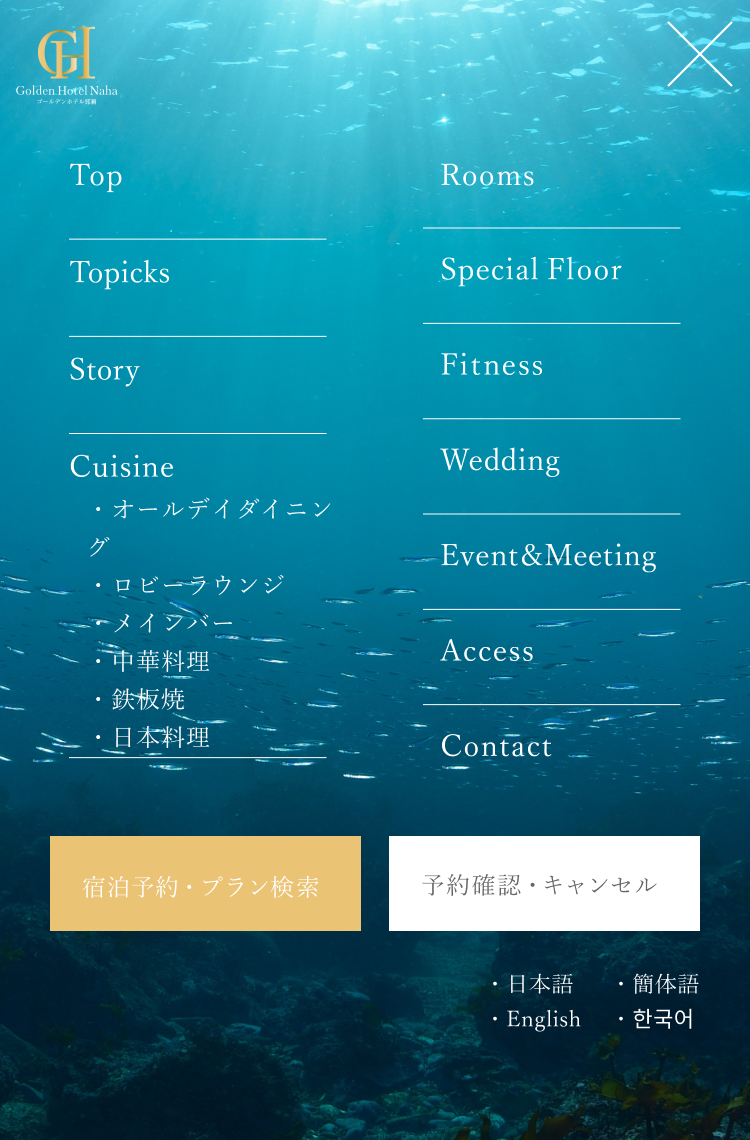 GH
Golden Hotel Naha
ゴールデンホテル那覇
Top
Topicks
Story
Cuisine
・オールデイダイニン
グ
・ロビーラウンジ
・メインバー
・中華料理
・鉄板焼
・日本料理
Rooms
Special Floor
Fitness
Wedding
Event&Meeting
Access
Contact
宿泊予約・プラン検索
予約確認・キャンセル
・日本語
・簡体語
・English
・한국어